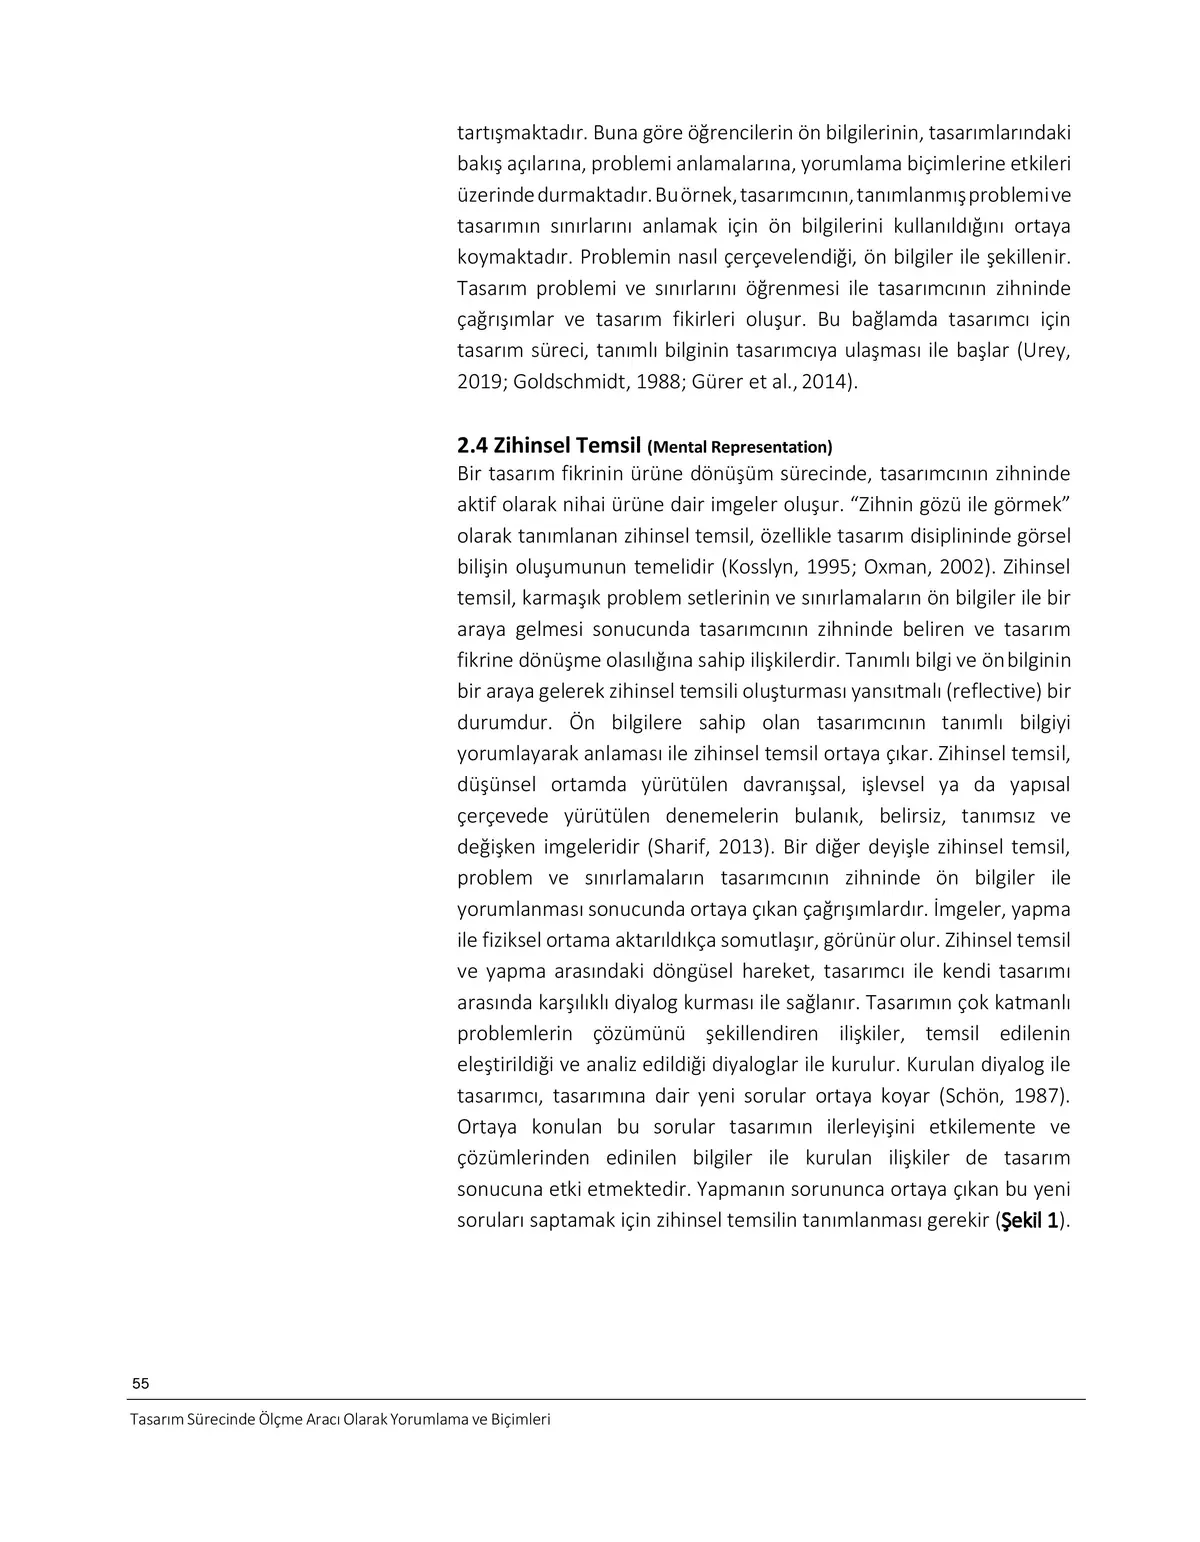 tartışmaktadır. Buna göre öğrencilerin ön bilgilerinin, tasarımlarındaki
bakış açılarına, problemi anlamalarına, yorumlama biçimlerine etkileri
üzerinde durmaktadır. Bu örnek, tasarımcının, tanımlanmış problemi ve
tasarımın sınırlarını anlamak için ön bilgilerini kullanıldığını ortaya
koymaktadır. Problemin nasıl çerçevelendiği, ön bilgiler ile şekillenir.
Tasarım problemi ve sınırlarını öğrenmesi ile tasarımcının zihninde
çağrışımlar ve tasarım fikirleri oluşur. Bu bağlamda tasarımcı için
tasarım süreci, tanımlı bilginin tasarımcıya ulaşması ile başlar (Urey,
2019; Goldschmidt, 1988; Gürer et al., 2014).
2.4 Zihinsel Temsil (Mental Representation)
Bir tasarım fikrinin ürüne dönüşüm sürecinde, tasarımcının zihninde
aktif olarak nihai ürüne dair imgeler oluşur. “Zihnin gözü ile görmek”
olarak tanımlanan zihinsel temsil, özellikle tasarım disiplininde görsel
bilişin oluşumunun temelidir (Kosslyn, 1995; Oxman, 2002). Zihinsel
temsil, karmaşık problem setlerinin ve sınırlamaların ön bilgiler ile bir
araya gelmesi sonucunda tasarımcının zihninde beliren ve tasarım
fikrine dönüşme olasılığına sahip ilişkilerdir. Tanımlı bilgi ve ön bilginin
bir araya gelerek zihinsel temsili oluşturması yansıtmalı (reflective) bir
durumdur. Ön bilgilere sahip olan tasarımcının tanımlı bilgiyi
yorumlayarak anlaması ile zihinsel temsil ortaya çıkar. Zihinsel temsil,
düşünsel ortamda yürütülen davranışsal, işlevsel ya da yapısal
çerçevede yürütülen denemelerin bulanık, belirsiz, tanımsız ve
değişken imgeleridir (Sharif, 2013). Bir diğer deyişle zihinsel temsil,
problem ve sınırlamaların tasarımcının zihninde ön bilgiler ile
yorumlanması sonucunda ortaya çıkan çağrışımlardır. İmgeler, yapma
ile fiziksel ortama aktarıldıkça somutlaşır, görünür olur. Zihinsel temsil
ve yapma arasındaki döngüsel hareket, tasarımcı ile kendi tasarımı
arasında karşılıklı diyalog kurması ile sağlanır. Tasarımın çok katmanlı
problemlerin çözümünü şekillendiren ilişkiler, temsil edilenin
eleştirildiği ve analiz edildiği diyaloglar ile kurulur. Kurulan diyalog ile
tasarımcı, tasarımına dair yeni sorular ortaya koyar (Schön, 1987).
Ortaya konulan bu sorular tasarımın ilerleyişini etkilemente ve
çözümlerinden edinilen bilgiler ile kurulan ilişkiler de tasarım
sonucuna etki etmektedir. Yapmanın sorununca ortaya çıkan bu yeni
soruları saptamak için zihinsel temsilin tanımlanması gerekir (Şekil 1).
55
Tasarım Sürecinde Ölçme Aracı Olarak Yorumlama ve Biçimleri